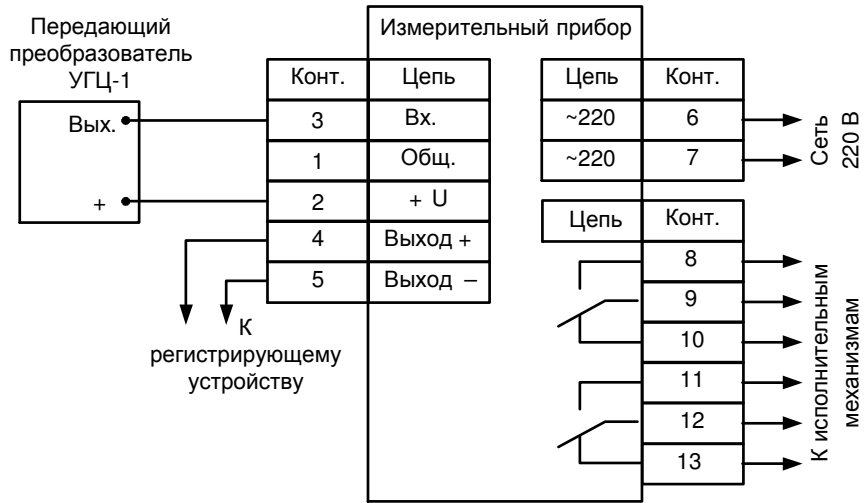 Передающий
преобразователь
УГЦ-1
Измерительный прибор
Вых.
+
Конт. Цепь
3 Вх.
1 Общ.
2 + U
4 Выход +
5 Выход –
К
регистрирующему
устройству
Цепь Конт.
~220 6
~220 7
Сеть
220 В
Цепь Конт.
8
9
10
11
12
13
К исполнительным
механизмам